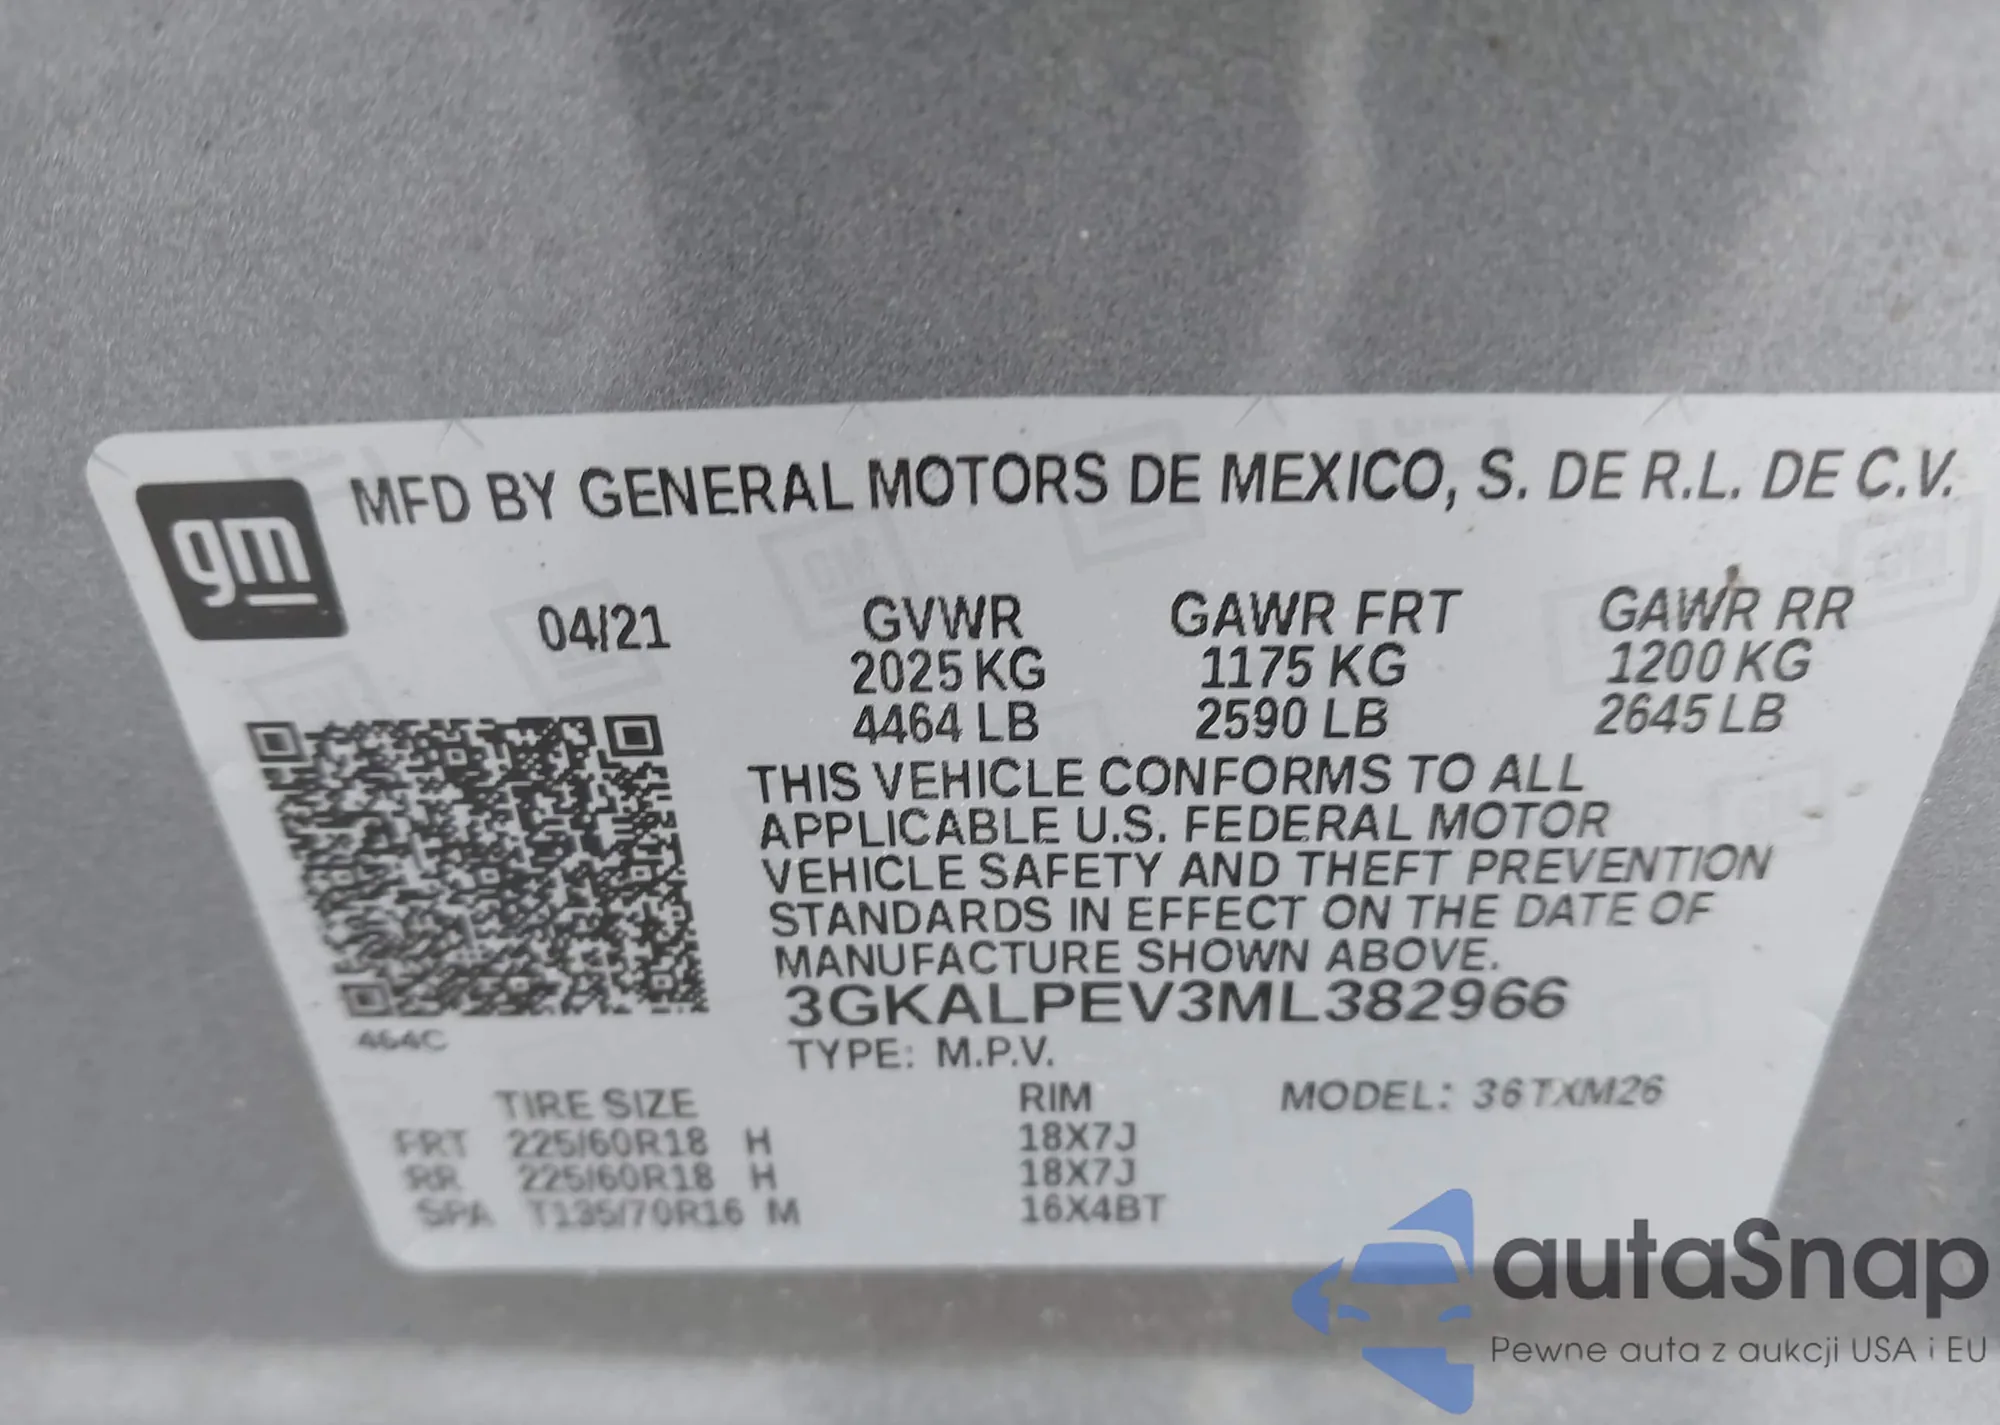 gm MFD BY GENERAL MOTORS DE MEXICO, S. DE R.L. DE C.V.
04/21 GVWR GAWR FRT GAWR RR
2025 KG 1175 KG 1200 KG
4464 LB 2590 LB 2645 LB
THIS VEHICLE CONFORMS TO ALL
APPLICABLE U.S. FEDERAL MOTOR
VEHICLE SAFETY AND THEFT PREVENTION
STANDARDS IN EFFECT ON THE DATE OF
MANUFACTURE SHOWN ABOVE.
3GKALPEV3ML382966
464C
TYPE: M.P.V.
TIRE SIZE RIM MODEL: 36TXM26
FRT 225/60R18 H 18X7J
RR 225/60R18 H 18X7J
SPA T135/70R16 M 16X4BT
autaSnap
Pewne auta z aukcji USA i EU